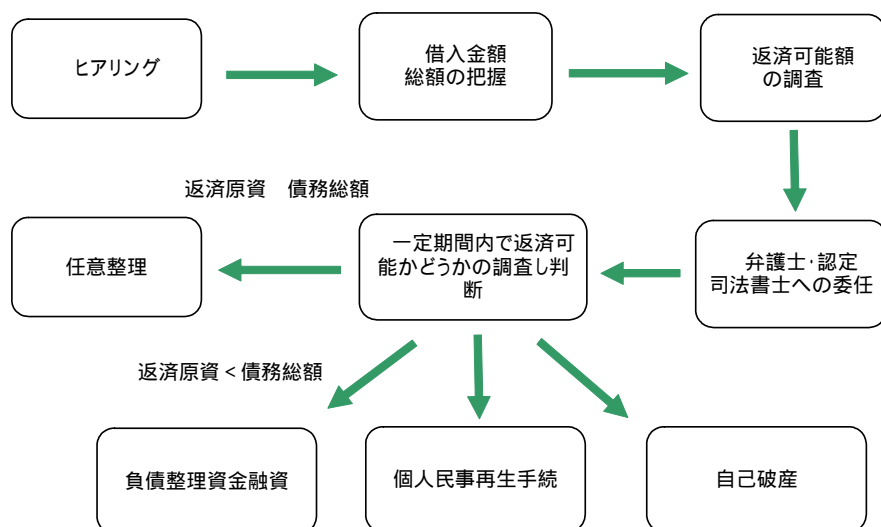 ヒアリング
借入金額
総額の把握
返済可能額
の調査
弁護士・認定
司法書士への委任
一定期間内で返済可
能かどうかの調査し判
断
返済原資　債務総額
任意整理
返済原資＜債務総額
負債整理資金融資
個人民事再生手続
自己破産